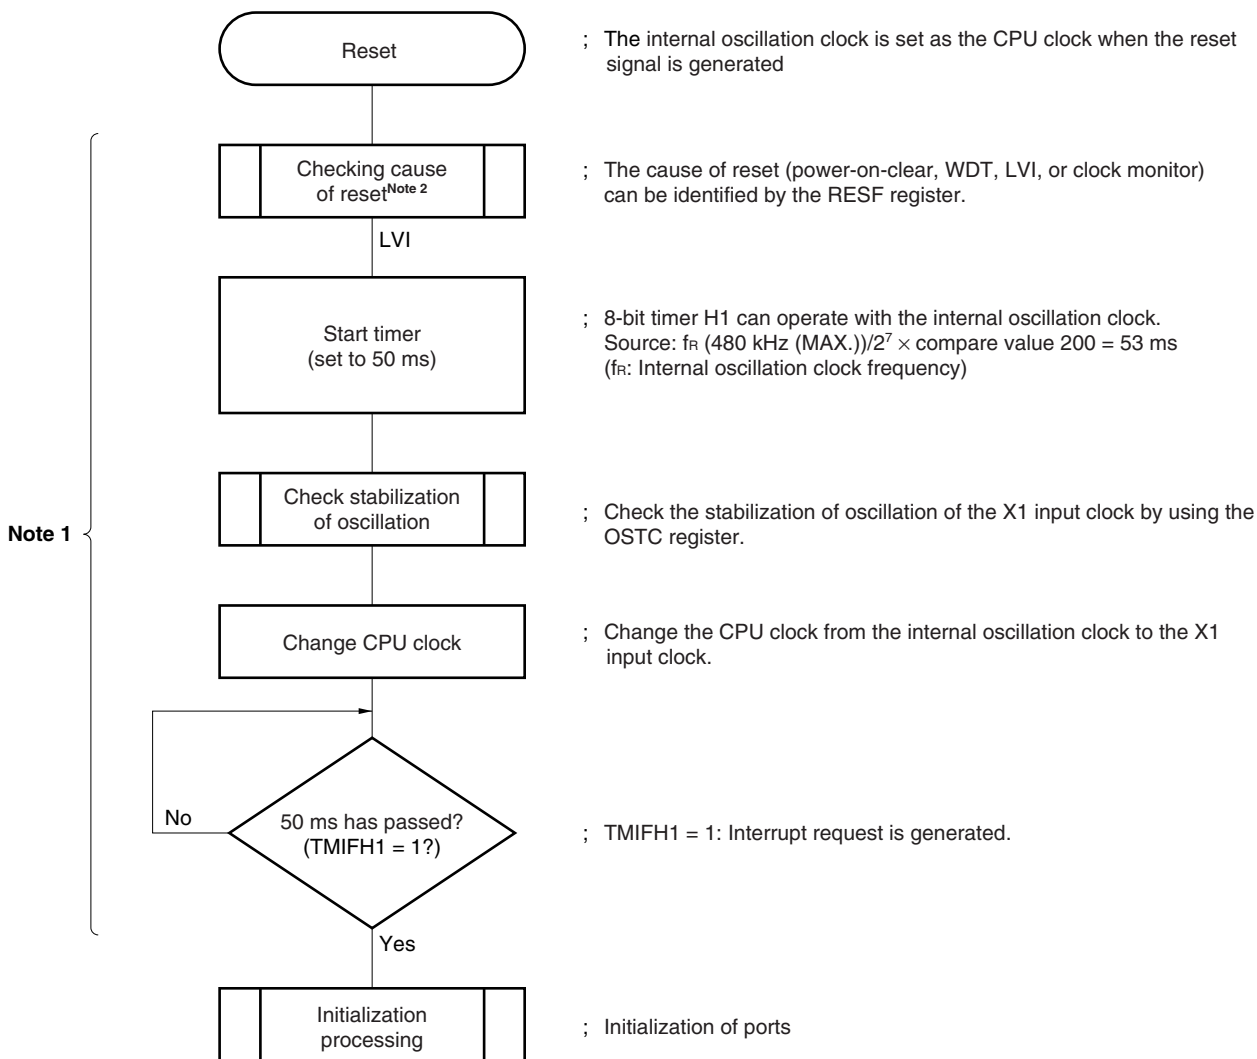 Reset
; The internal oscillation clock is set as the CPU clock when the reset
signal is generated
Checking cause
of reset^Note 2
; The cause of reset (power-on-clear, WDT, LVI, or clock monitor)
can be identified by the RESF register.
LVI
Start timer
(set to 50 ms)
; 8-bit timer H1 can operate with the internal oscillation clock.
Source: fR (480 kHz (MAX.))/2⁷ × compare value 200 = 53 ms
(fR: Internal oscillation clock frequency)
Note 1
Check stabilization
of oscillation
; Check the stabilization of oscillation of the X1 input clock by using the
OSTC register.
Change CPU clock
; Change the CPU clock from the internal oscillation clock to the X1
input clock.
No
50 ms has passed?
(TMIFH1 = 1?)
; TMIFH1 = 1: Interrupt request is generated.
Yes
Initialization
processing
; Initialization of ports